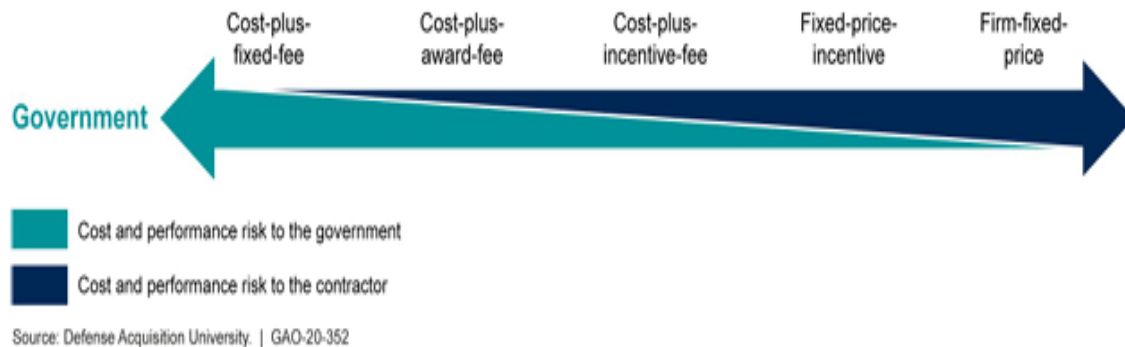 Cost-plus-
fixed-fee
Cost-plus-
award-fee
Cost-plus-
incentive-fee
Fixed-price-
incentive
Firm-fixed-
price
Government
Cost and performance risk to the government
Cost and performance risk to the contractor
Source: Defense Acquisition University. | GAO-20-352